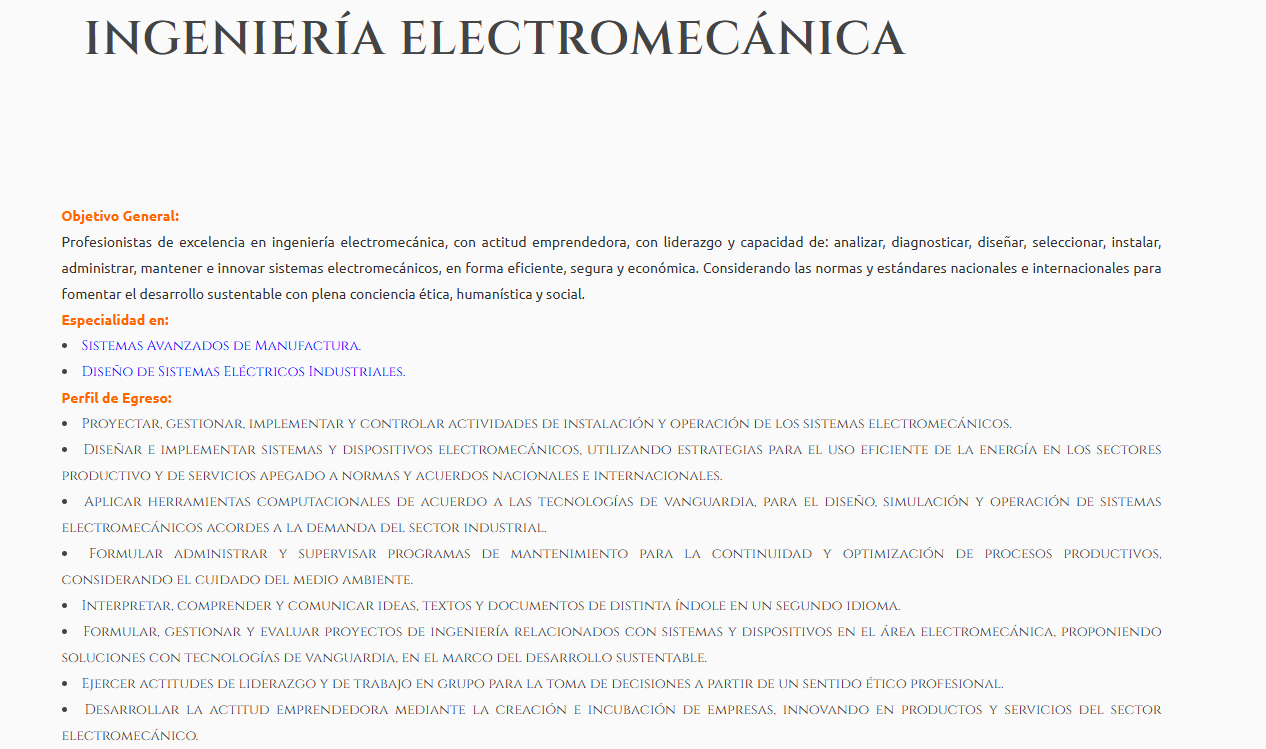 INGENIERÍA ELECTROMECÁNICA
Objetivo General:
Profesionistas de excelencia en ingeniería electromecánica, con actitud emprendedora, con liderazgo y capacidad de: analizar, diagnosticar, diseñar, seleccionar, instalar,
administrar, mantener e innovar sistemas electromecánicos, en forma eficiente, segura y económica. Considerando las normas y estándares nacionales e internacionales para
fomentar el desarrollo sustentable con plena conciencia ética, humanística y social.
Especialidad en:
• Sistemas Avanzados de Manufactura.
• Diseño de Sistemas Eléctricos Industriales.
Perfil de Egreso:
• Proyectar, gestionar, implementar y controlar actividades de instalación y operación de los sistemas electromecánicos.
• Diseñar e implementar sistemas y dispositivos electromecánicos, utilizando estrategias para el uso eficiente de la energía en los sectores
productivo y de servicios apegado a normas y acuerdos nacionales e internacionales.
• Aplicar herramientas computacionales de acuerdo a las tecnologías de vanguardia, para el diseño, simulación y operación de sistemas
electromecánicos acordes a la demanda del sector industrial.
• Formular administrar y supervisar programas de mantenimiento para la continuidad y optimización de procesos productivos,
considerando el cuidado del medio ambiente.
• Interpretar, comprender y comunicar ideas, textos y documentos de distinta índole en un segundo idioma.
• Formular, gestionar y evaluar proyectos de ingeniería relacionados con sistemas y dispositivos en el área electromecánica, proponiendo
soluciones con tecnologías de vanguardia, en el marco del desarrollo sustentable.
• Ejercer actitudes de liderazgo y de trabajo en grupo para la toma de decisiones a partir de un sentido ético profesional.
• Desarrollar la actitud emprendedora mediante la creación e incubación de empresas, innovando en productos y servicios del sector
electromecánico.